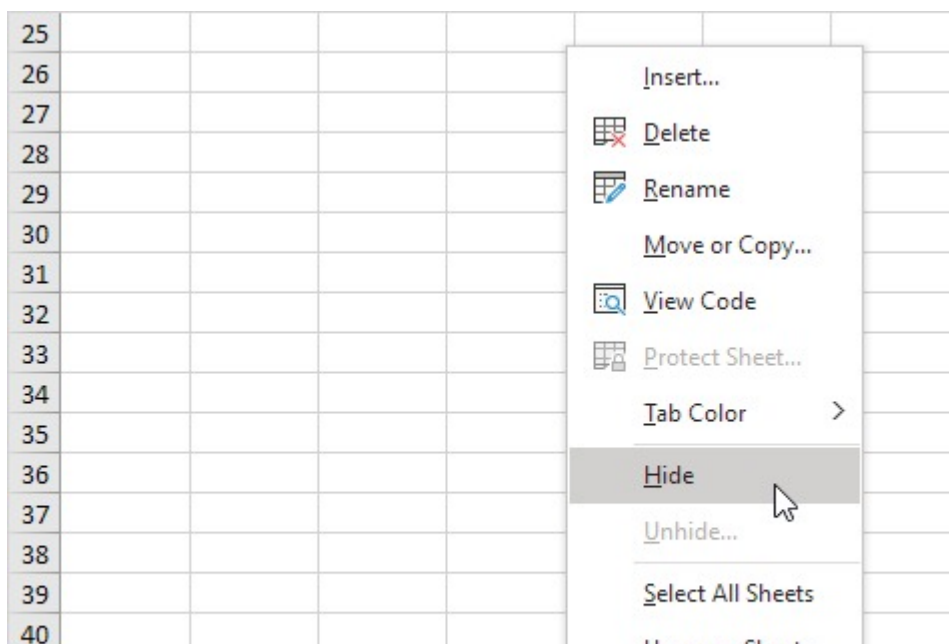 25
26
Insert...
27
Delete
28
29
Rename
30
Move or Copy...
31
32
View Code
33
Protect Sheet...
34
Tab Color
35
36
Hide
37
Unhide...
38
39
Select All Sheets
40